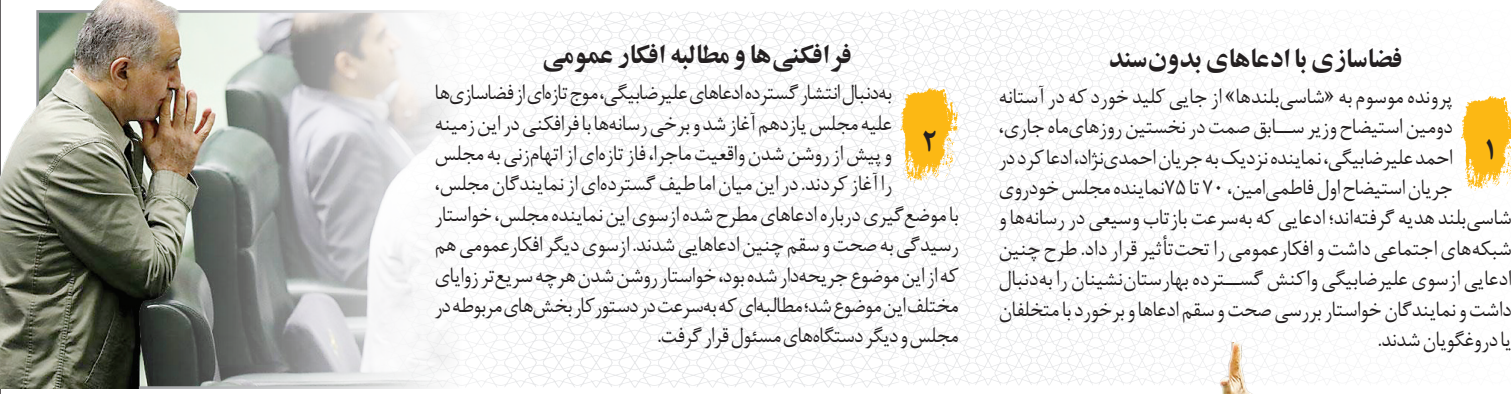 فضاسازی با ادعاهای بدون‌سند
۱
پرونده موسوم به «شاسی‌بلندها» از جایی کلید خورد که در آستانه
دومین استیضاح وزیر ســـابق صمت در نخستین روزهای‌ماه جاری،
احمد علیرضابیگی، نماینده نزدیک به جریان احمدی‌نژاد، ادعا کرد در
جریان استیضاح اول فاطمی‌امین، ۷۰ تا ۷۵نماینده مجلس خودروی
شاسی‌بلند هدیه گرفته‌اند؛ ادعایی که به‌سرعت بازتاب وسیعی در رسانه‌ها و
شبکه‌های اجتماعی داشت و افکارعمومی را تحت‌تأثیر قرار داد. طرح چنین
ادعایی ازسوی علیرضابیگی واکنش گســـترده بهارستان‌نشینان را به‌دنبال
داشت و نمایندگان خواستار بررسی صحت و سقم ادعاها و برخورد با متخلفان
یا دروغگویان شدند.
فرافکنی‌ها و مطالبه افکار عمومی
۲
به‌دنبال انتشار گسترده ادعاهای علیرضابیگی، موج تازه‌ای از فضاسازی‌ها
علیه مجلس یازدهم آغاز شد و برخی رسانه‌ها با فرافکنی در این زمینه
و پیش از روشن شدن واقعیت ماجرا، فاز تازه‌ای از اتهام‌زنی به مجلس
را آغاز کردند. در این میان اما طیف گسترده‌ای از نمایندگان مجلس،
با موضع‌گیری درباره ادعاهای مطرح شده ازسوی این نماینده مجلس، خواستار
رسیدگی به صحت و سقم چنین ادعاهایی شدند. ازسوی دیگر افکارعمومی هم
که از این موضوع جریحه‌دار شده بود، خواستار روشن شدن هرچه سریع‌تر زوایای
مختلف این موضوع شد؛ مطالبه‌ای که به‌سرعت در دستور کار بخش‌های مربوطه در
مجلس و دیگر دستگاه‌های مسئول قرار گرفت.